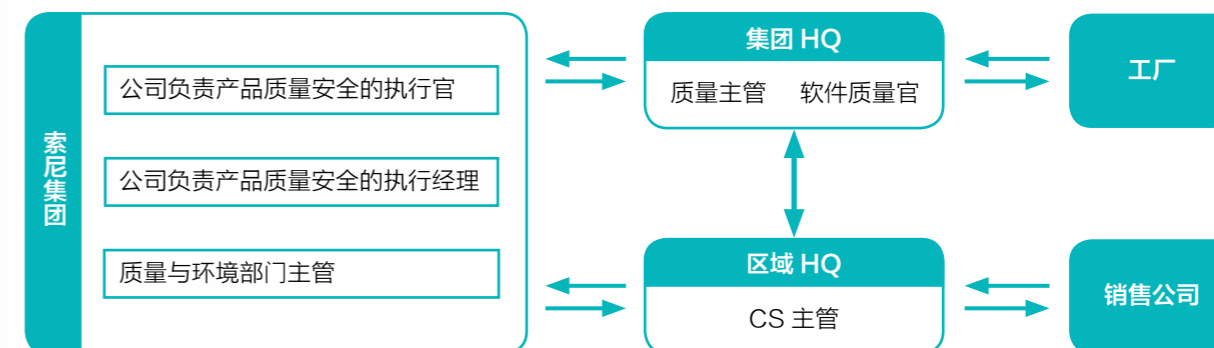 索尼集团
公司负责产品质量安全的执行官
公司负责产品质量安全的执行经理
质量与环境部门主管
集团 HQ
质量主管 软件质量官
区域 HQ
CS 主管
工厂
销售公司